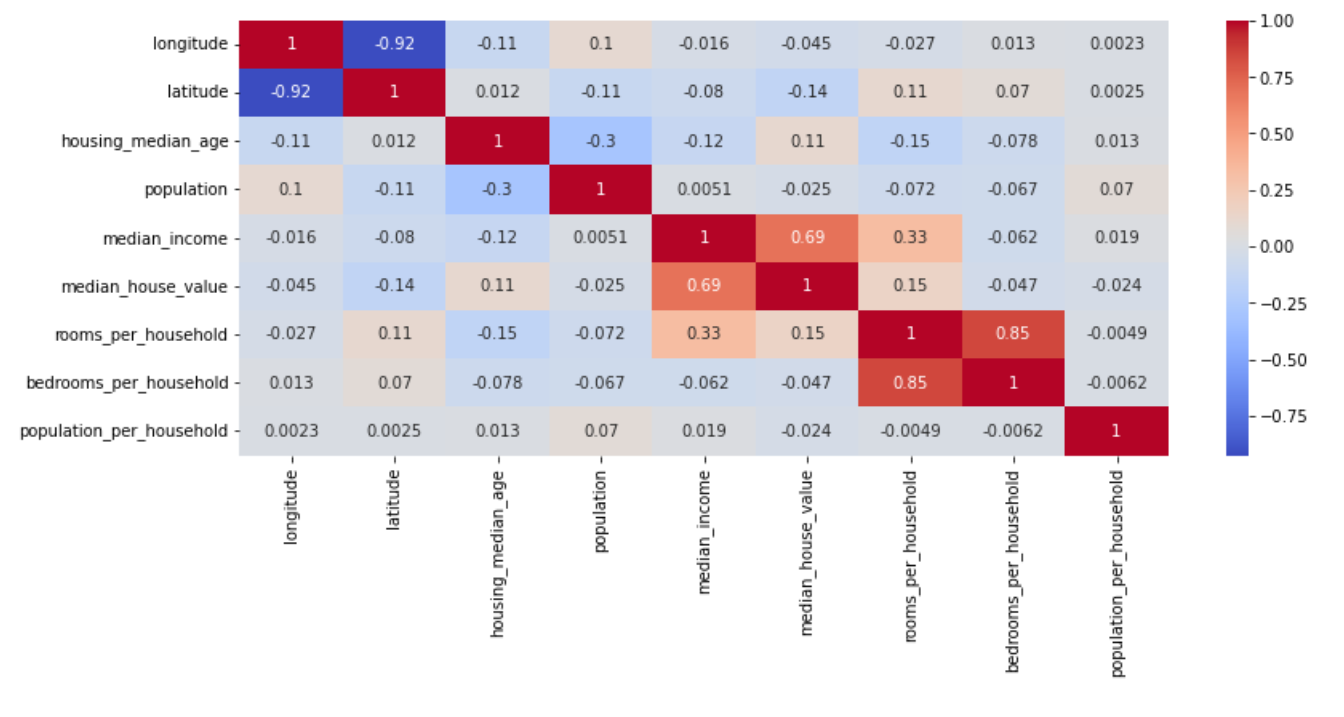 longitude 1 -0.92 -0.11 0.1 -0.016 -0.045 -0.027 0.013 0.0023
latitude -0.92 1 0.012 -0.11 -0.08 -0.14 0.11 0.07 0.0025
housing_median_age -0.11 0.012 1 -0.3 -0.12 0.11 -0.15 -0.078 0.013
population 0.1 -0.11 -0.3 1 0.0051 -0.025 -0.072 -0.067 0.07
median_income -0.016 -0.08 -0.12 0.0051 1 0.69 0.33 -0.062 0.019
median_house_value -0.045 -0.14 0.11 -0.025 0.69 1 0.15 -0.047 -0.024
rooms_per_household -0.027 0.11 -0.15 -0.072 0.33 0.15 1 0.85 -0.0049
bedrooms_per_household 0.013 0.07 -0.078 -0.067 -0.062 -0.047 0.85 1 -0.0062
population_per_household 0.0023 0.0025 0.013 0.07 0.019 -0.024 -0.0049 -0.0062 1
longitude
latitude
housing_median_age
population
median_income
median_house_value
rooms_per_household
bedrooms_per_household
population_per_household
1.00
0.75
0.50
0.25
0.00
−0.25
−0.50
−0.75